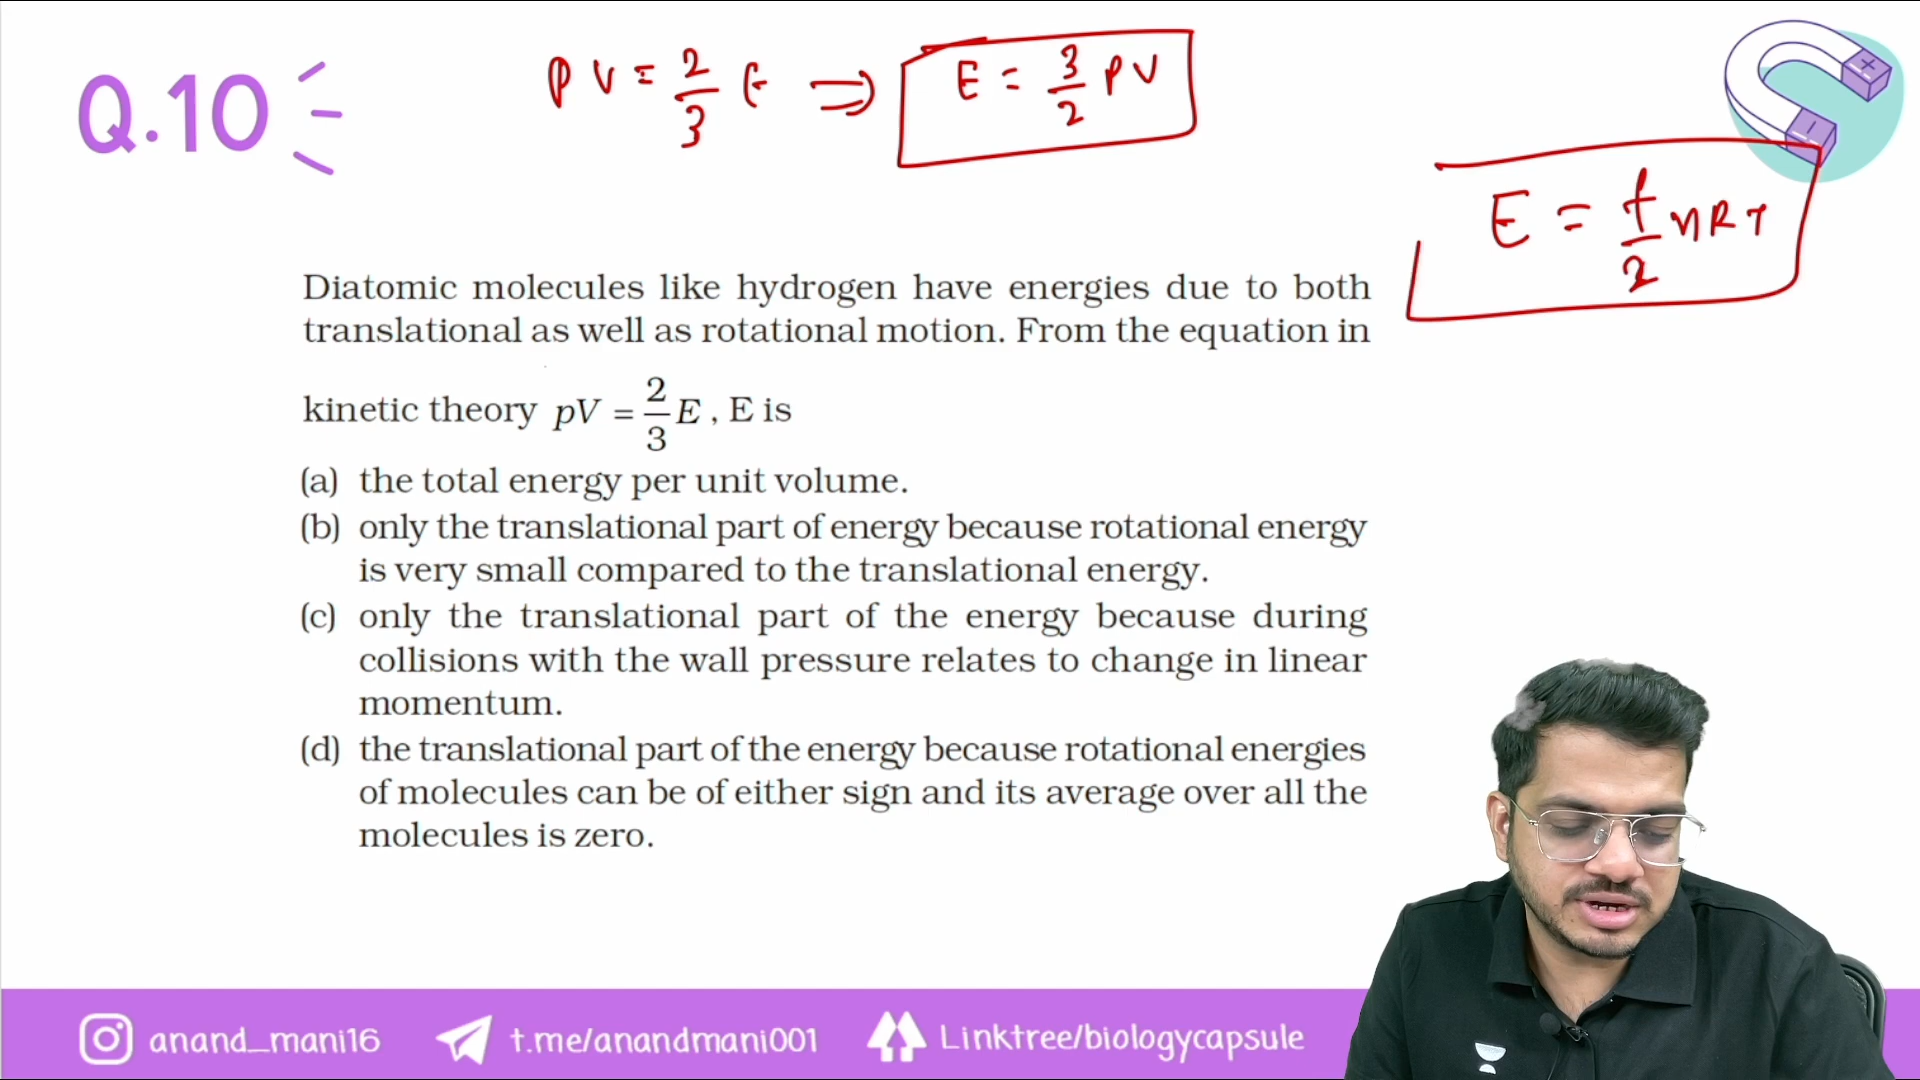 Q.10
PV = 2/3 E ⇒ E = 3/2 PV
E = f/2 nRT
Diatomic molecules like hydrogen have energies due to both
translational as well as rotational motion. From the equation in
kinetic theory pV = 2/3 E , E is
(a) the total energy per unit volume.
(b) only the translational part of energy because rotational energy
is very small compared to the translational energy.
(c) only the translational part of the energy because during
collisions with the wall pressure relates to change in linear
momentum.
(d) the translational part of the energy because rotational energies
of molecules can be of either sign and its average over all the
molecules is zero.
anand_mani16 t.me/anandmani001 Linktree/biologycapsule